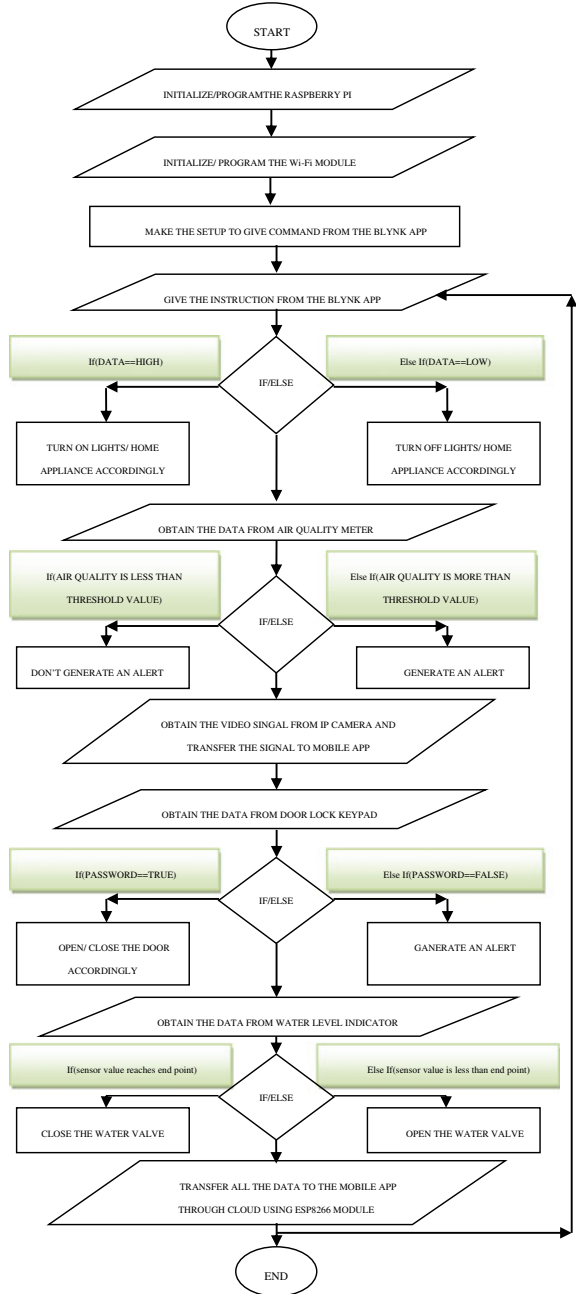 START
INITIALIZE/PROGRAMTHE RASPBERRY PI
INITIALIZE/ PROGRAM THE Wi-Fi MODULE
MAKE THE SETUP TO GIVE COMMAND FROM THE BLYNK APP
GIVE THE INSTRUCTION FROM THE BLYNK APP
If(DATA==HIGH)
Else If(DATA==LOW)
IF/ELSE
TURN ON LIGHTS/ HOME
APPLIANCE ACCORDINGLY
TURN OFF LIGHTS/ HOME
APPLIANCE ACCORDINGLY
OBTAIN THE DATA FROM AIR QUALITY METER
If(AIR QUALITY IS LESS THAN
THRESHOLD VALUE)
Else If(AIR QUALITY IS MORE THAN
THRESHOLD VALUE)
IF/ELSE
DON'T GENERATE AN ALERT
GENERATE AN ALERT
OBTAIN THE VIDEO SINGAL FROM IP CAMERA AND
TRANSFER THE SIGNAL TO MOBILE APP
OBTAIN THE DATA FROM DOOR LOCK KEYPAD
If(PASSWORD==TRUE)
Else If(PASSWORD==FALSE)
IF/ELSE
OPEN/ CLOSE THE DOOR
ACCORDINGLY
GANERATE AN ALERT
OBTAIN THE DATA FROM WATER LEVEL INDICATOR
If(sensor value reaches end point)
Else If(sensor value is less than end point)
IF/ELSE
CLOSE THE WATER VALVE
OPEN THE WATER VALVE
TRANSFER ALL THE DATA TO THE MOBILE APP
THROUGH CLOUD USING ESP8266 MODULE
END